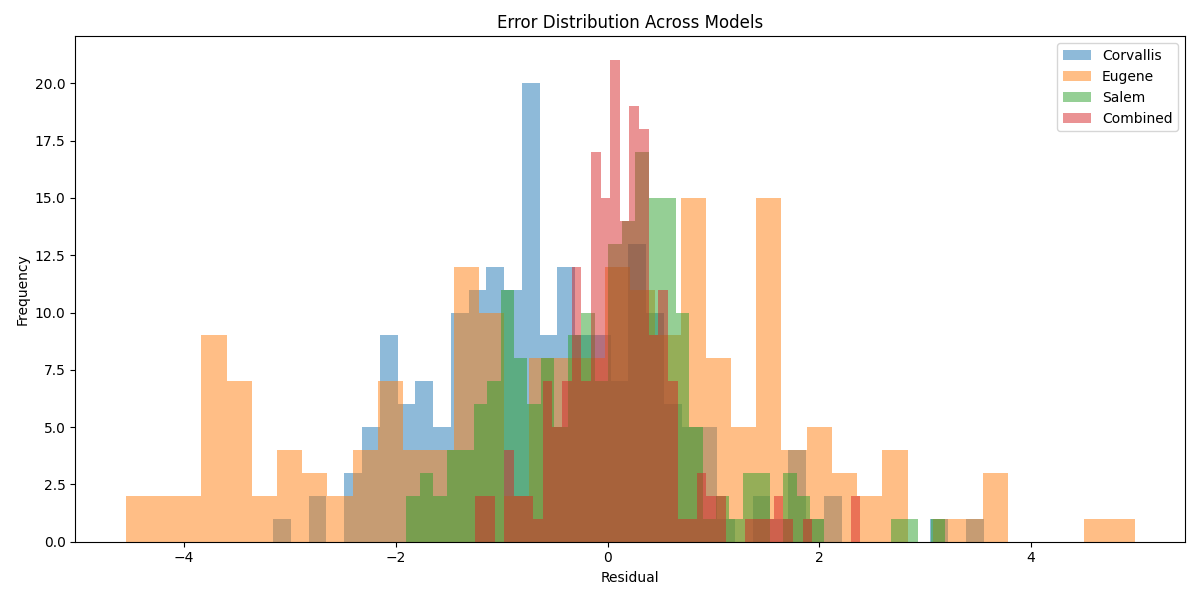 Error Distribution Across Models
Corvallis
Eugene
Salem
Combined
Frequency
20.0
17.5
15.0
12.5
10.0
7.5
5.0
2.5
0.0
−4
−2
0
2
4
Residual